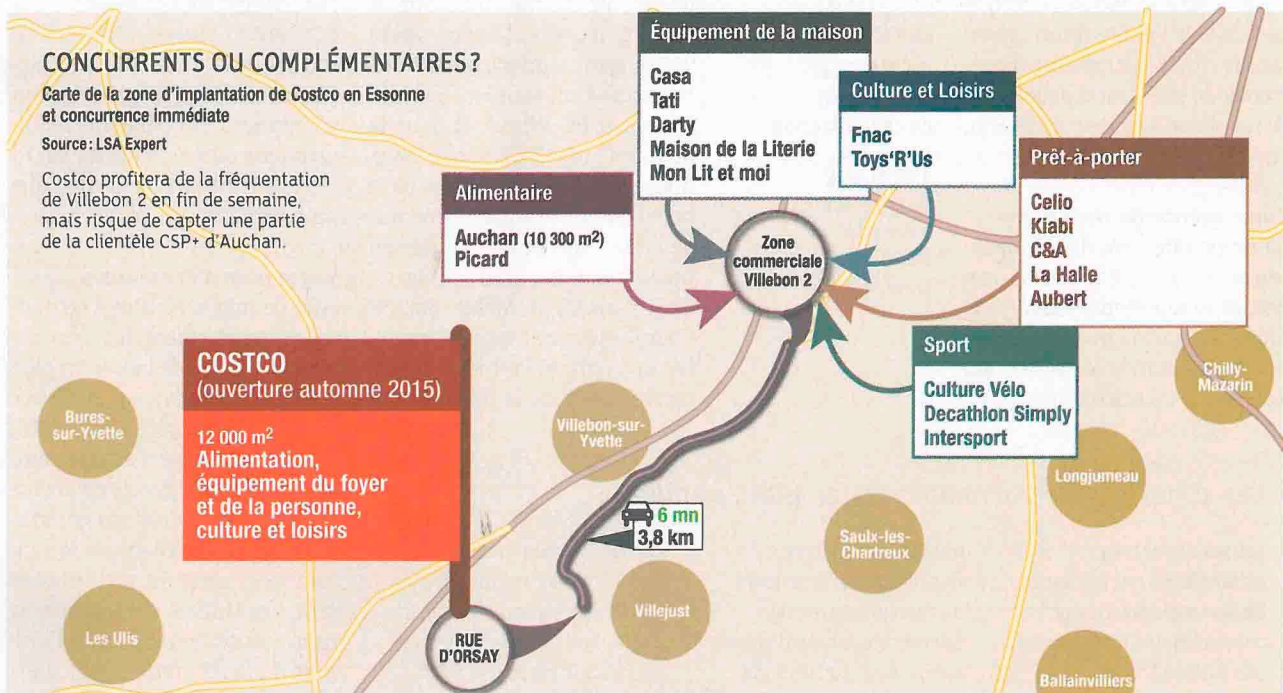 CONCURRENTS OU COMPLÉMENTAIRES?
Carte de la zone d'implantation de Costco en Essonne
et concurrence immédiate
Source: LSA Expert
Costco profitera de la fréquentation
de Villebon 2 en fin de semaine,
mais risque de capter une partie
de la clientèle CSP+ d'Auchan.
Équipement de la maison
Casa
Tati
Darty
Maison de la Literie
Mon Lit et moi
Culture et Loisirs
Fnac
Toys'R'Us
Prêt-à-porter
Celio
Kiabi
C&A
La Halle
Aubert
Alimentaire
Auchan (10 300 m²)
Picard
Zone
commerciale
Villebon 2
Sport
Culture Vélo
Decathlon Simply
Intersport
COSTCO
(ouverture automne 2015)
12 000 m²
Alimentation,
équipement du foyer
et de la personne,
culture et loisirs
6 mn
3,8 km
RUE
D'ORSAY
Bures-
sur-Yvette
Villebon-sur-
Yvette
Chilly-
Mazarin
Longjumeau
Saulx-les-
Chartreux
Les Ulis
Villejust
Ballainvilliers